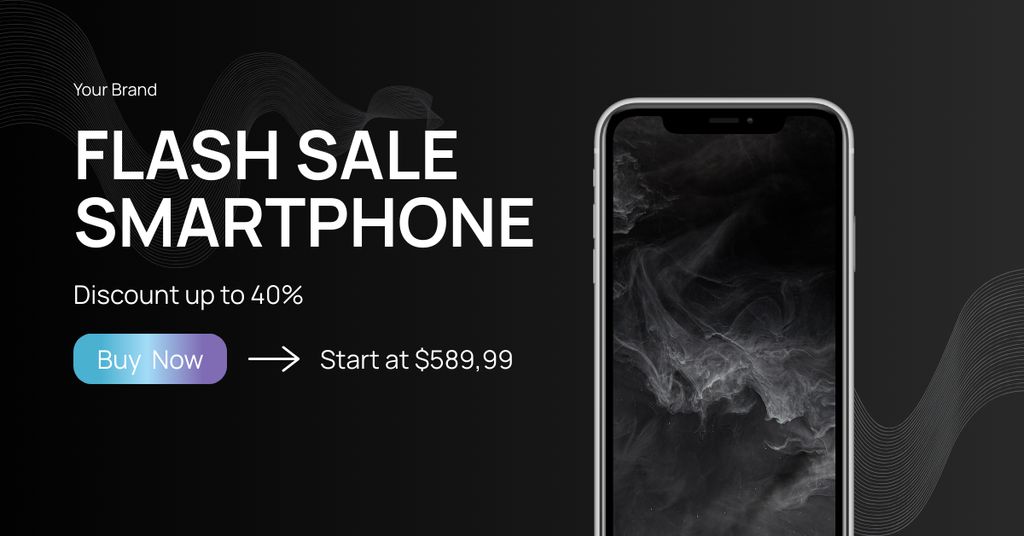 Your Brand
FLASH SALE
SMARTPHONE
Discount up to 40%
Buy Now
Start at $589,99